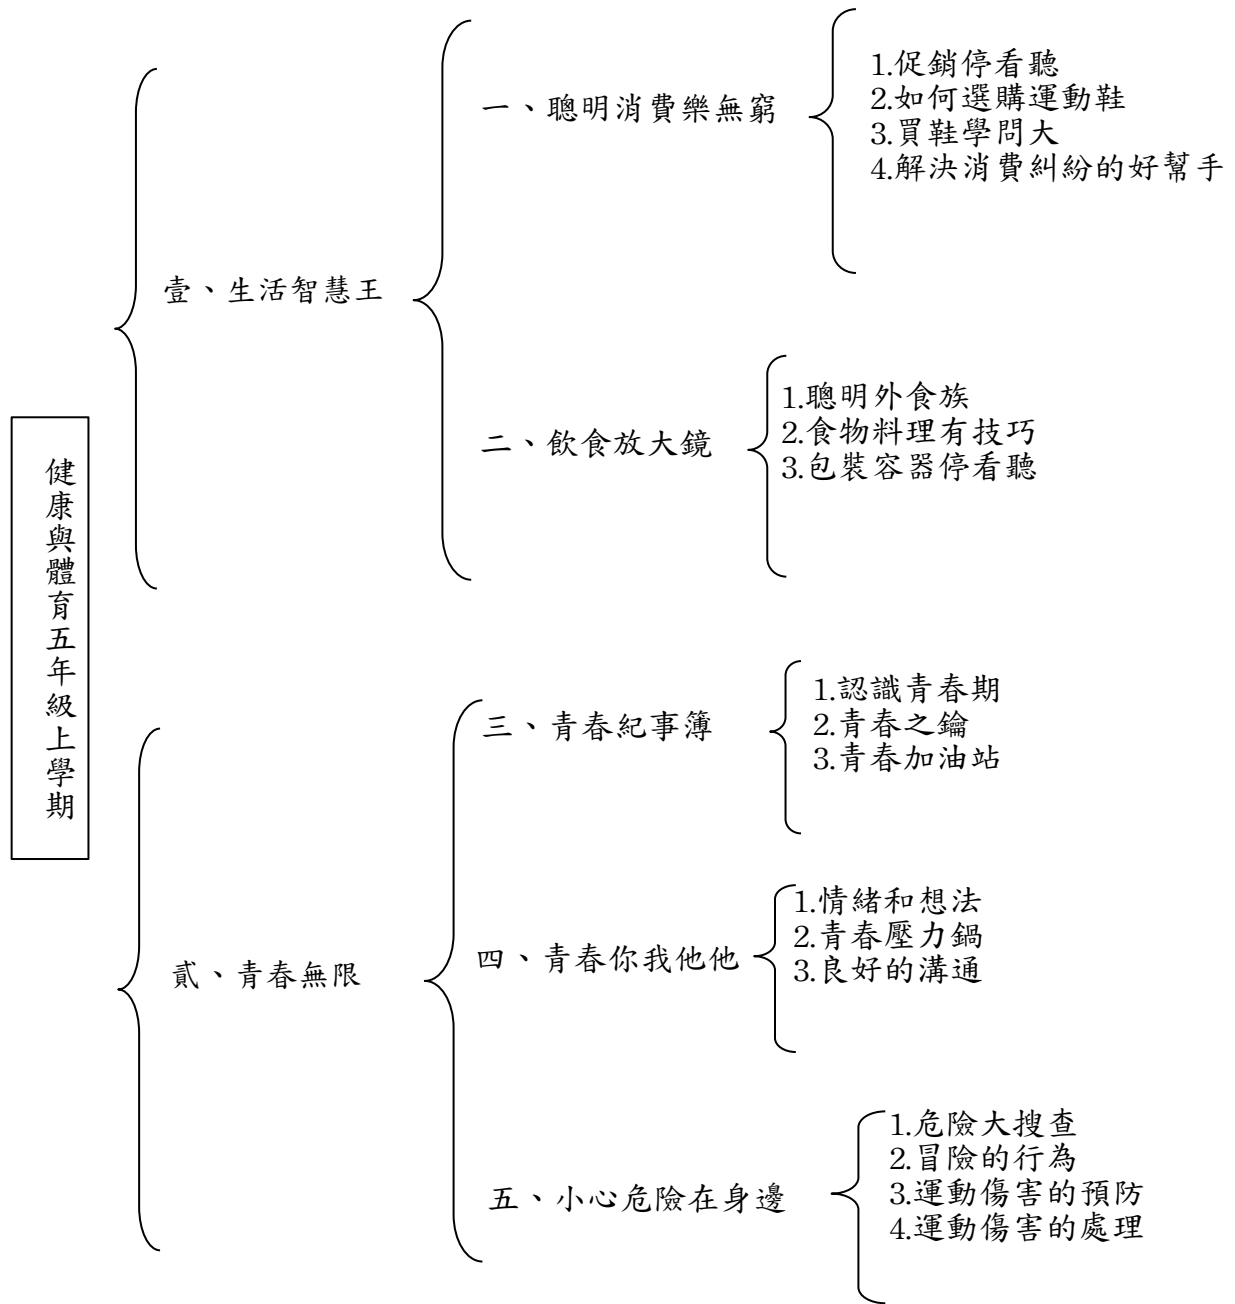 健康與體育五年級上學期
壹、生活智慧王
一、聰明消費樂無窮
1.促銷停看聽
2.如何選購運動鞋
3.買鞋學問大
4.解決消費糾紛的好幫手
二、飲食放大鏡
1.聰明外食族
2.食物料理有技巧
3.包裝容器停看聽
貳、青春無限
三、青春紀事簿
1.認識青春期
2.青春之鑰
3.青春加油站
四、青春你我他他
1.情緒和想法
2.青春壓力鍋
3.良好的溝通
五、小心危險在身邊
1.危險大搜查
2.冒險的行為
3.運動傷害的預防
4.運動傷害的處理